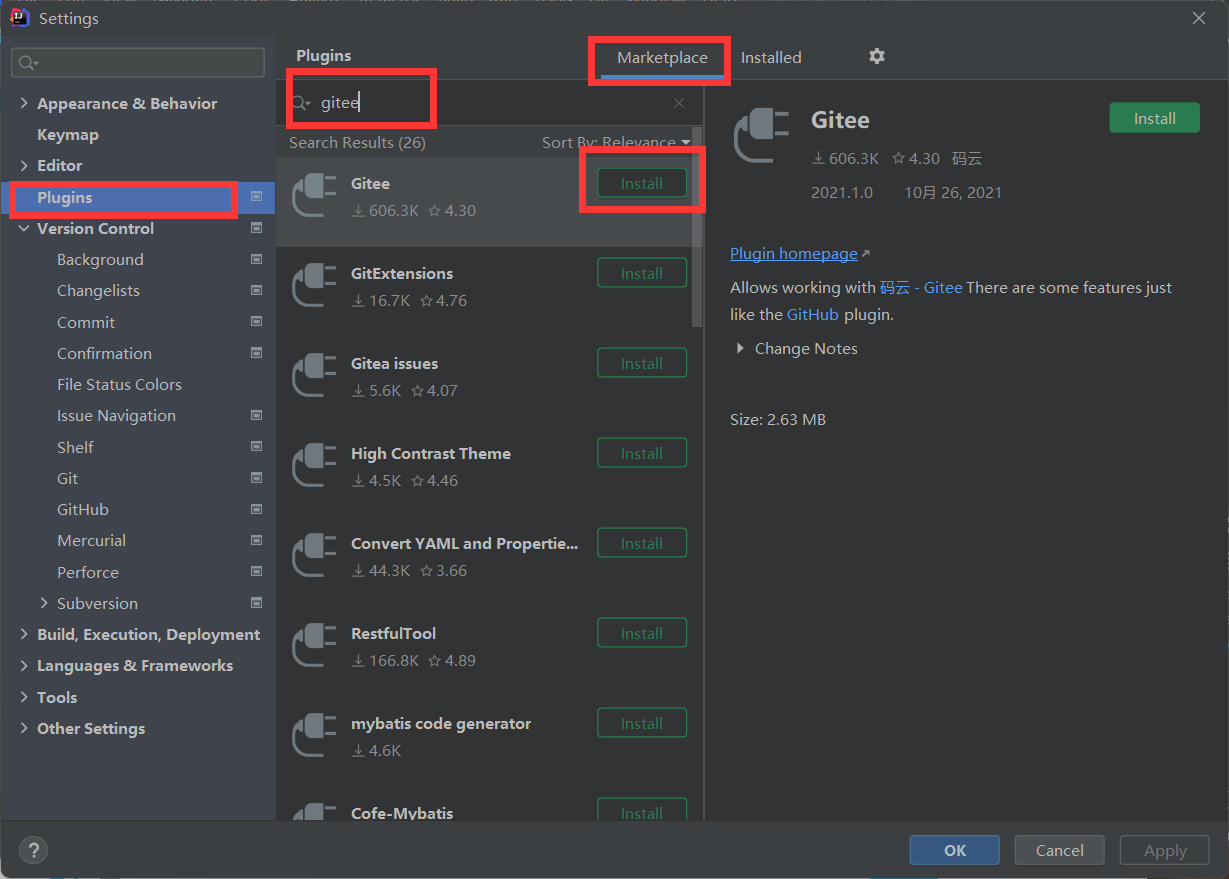 Settings
Appearance & Behavior
Keymap
Editor
Plugins
Version Control
Background
Changelists
Commit
Confirmation
File Status Colors
Issue Navigation
Shelf
Git
GitHub
Mercurial
Perforce
Subversion
Build, Execution, Deployment
Languages & Frameworks
Tools
Other Settings
Plugins
Marketplace
Installed
gitee
Search Results (26)
Sort By: Relevance
Gitee
Install
606.3K 4.30
GitExtensions
Install
16.7K 4.76
Gitea issues
Install
5.6K 4.07
High Contrast Theme
Install
4.5K 4.46
Convert YAML and Propertie...
Install
44.3K 3.66
RestfulTool
Install
166.8K 4.89
mybatis code generator
Install
4.6K
Cofe-Mybatis
Install
Gitee
Install
606.3K 4.30 码云
2021.1.0 10月 26, 2021
Plugin homepage
Allows working with 码云 - Gitee There are some features just
like the GitHub plugin.
Change Notes
Size: 2.63 MB
?
OK
Cancel
Apply